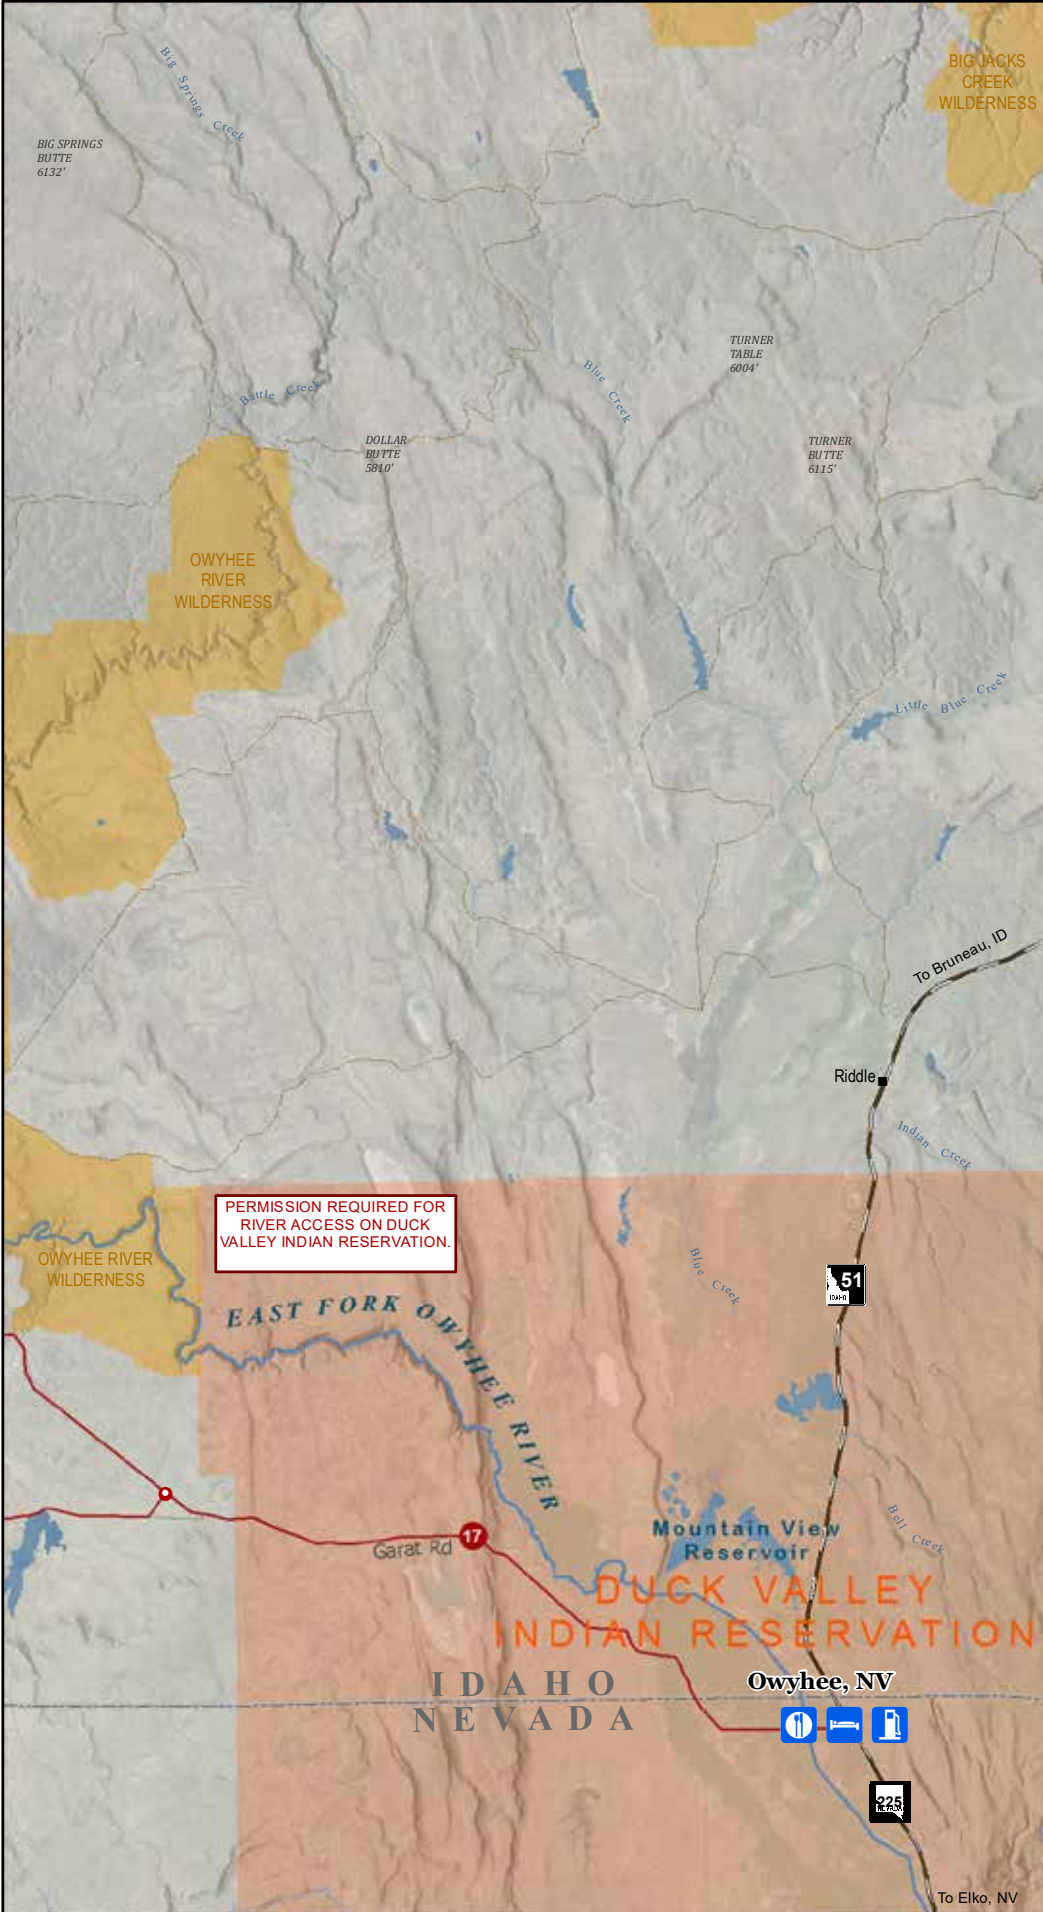 BIG JACKS
CREEK
WILDERNESS
Big Springs Creek
BIG SPRINGS
BUTTE
6132'
TURNER
TABLE
6004'
Blue Creek
Battle Creek
DOLLAR
BUTTE
5810'
TURNER
BUTTE
6115'
OWYHEE
RIVER
WILDERNESS
Little Blue Creek
To Bruneau, ID
Riddle
Indian Creek
PERMISSION REQUIRED FOR
RIVER ACCESS ON DUCK
VALLEY INDIAN RESERVATION.
OWYHEE RIVER
WILDERNESS
Blue Creek
51
IDAHO
EAST FORK OWYHEE RIVER
Bell Creek
Mountain View
Reservoir
17
Garat Rd
DUCK VALLEY
INDIAN RESERVATION
IDAHO
NEVADA
Owyhee, NV
225
NEVADA
To Elko, NV